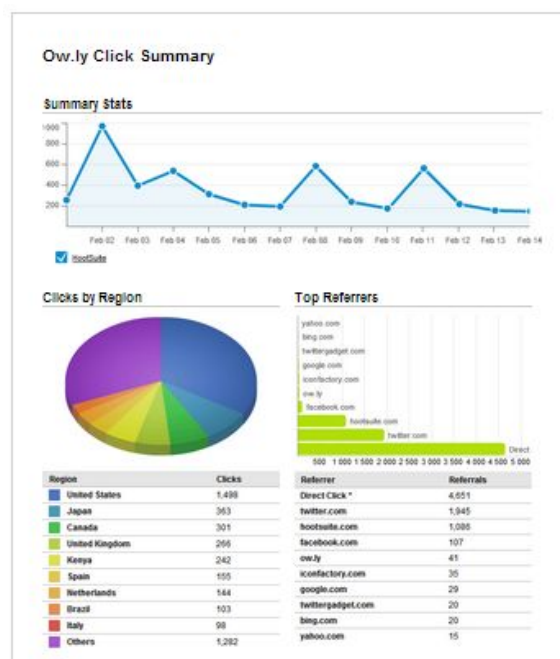 Ow.ly Click Summary
Summary Stats
1000
800
600
400
200
Feb 02 Feb 03 Feb 04 Feb 05 Feb 06 Feb 07 Feb 08 Feb 09 Feb 10 Feb 11 Feb 12 Feb 13 Feb 14
HootSuite
Clicks by Region
Region Clicks
United States 1,498
Japan 363
Canada 301
United Kingdom 266
Kenya 242
Spain 155
Netherlands 144
Brazil 103
Italy 98
Others 1,282
Top Referrers
yahoo.com
bing.com
twittergadget.com
google.com
iconfactory.com
ow.ly
facebook.com
hootsuite.com
twitter.com
Direct
500 1 000 1 500 2 000 2 500 3 000 3 500 4 000 4 500 5 000
Referrer Referrals
Direct Click * 4,651
twitter.com 1,945
hootsuite.com 1,086
facebook.com 107
ow.ly 41
iconfactory.com 35
google.com 29
twittergadget.com 20
bing.com 20
yahoo.com 15